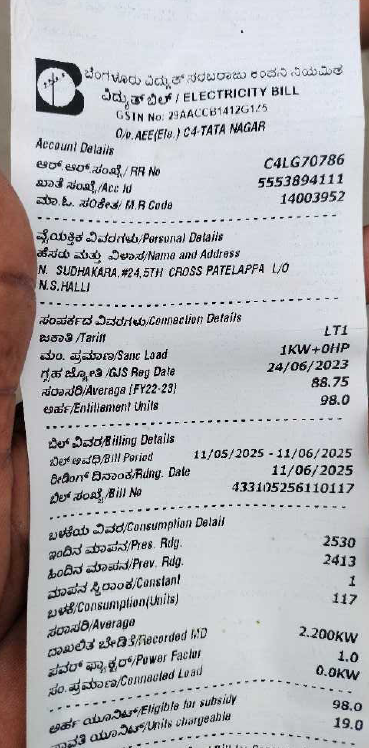 ಬೆಂಗಳೂರು ವಿದ್ಯುತ್ ಸರಬರಾಜು ಕಂಪನಿ ನಿಯಮಿತ
ವಿದ್ಯುತ್ ಬಿಲ್ / ELECTRICITY BILL
GSTN No: 29AACCB1412G1Z5
O/o.AEE(Ele.) C4-TATA NAGAR
Account Details
ಆರ್.ಆರ್.ಸಂಖ್ಯೆ/ RR No C4LG70786
ಖಾತೆ ಸಂಖ್ಯೆ/Acc Id 5553894111
ಮಾ.ಓ. ಸಂಕೇತ/ M.R Code 14003952
ವೈಯಕ್ತಿಕ ವಿವರಗಳು/Personal Details
ಹೆಸರು ಮತ್ತು ವಿಳಾಸ/Name and Address
N. SUDHAKARA,#24,5TH CROSS PATELAPPA L/O
N.S.HALLI
ಸಂಪರ್ಕದ ವಿವರಗಳು/Connection Details
ಜಕಾತಿ /Tariff LT1
ಮಂ. ಪ್ರಮಾಣ/Sanc Load 1KW+0HP
ಗೃಹ ಜ್ಯೋತಿ /GJS Reg Date 24/06/2023
ಸರಾಸರಿ/Average [FY22-23] 88.75
ಅರ್ಹ/Entitlement Units 98.0
ಬಿಲ್ ವಿವರ/Billing Details
ಬಿಲ್ ಅವಧಿ/Bill Period 11/05/2025 - 11/06/2025
ರೀಡಿಂಗ್ ದಿನಾಂಕ/Rdng. Date 11/06/2025
ಬಿಲ್ ಸಂಖ್ಯೆ/Bill No 433105256110117
ಬಳಕೆಯ ವಿವರ/Consumption Detail
ಇಂದಿನ ಮಾಪನ/Pres. Rdg. 2530
ಹಿಂದಿನ ಮಾಪನ/Prev. Rdg. 2413
ಮಾಪನ ಸ್ಥಿರಾಂಕ/Constant 1
ಬಳಕೆ/Consumption(Units) 117
ಸರಾಸರಿ/Average
ದಾಖಲಿತ ಬೇಡಿಕೆ/Recorded MD 2.200KW
ಪವರ್ ಫ್ಯಾಕ್ಟರ್/Power Factor 1.0
ಸಂ.ಪ್ರಮಾಣ/Connected Load 0.0KW
ಅರ್ಹ ಯೂನಿಟ್/Eligible for subsidy 98.0
ಪಾವತಿ ಯೂನಿಟ್/Units chargeable 19.0